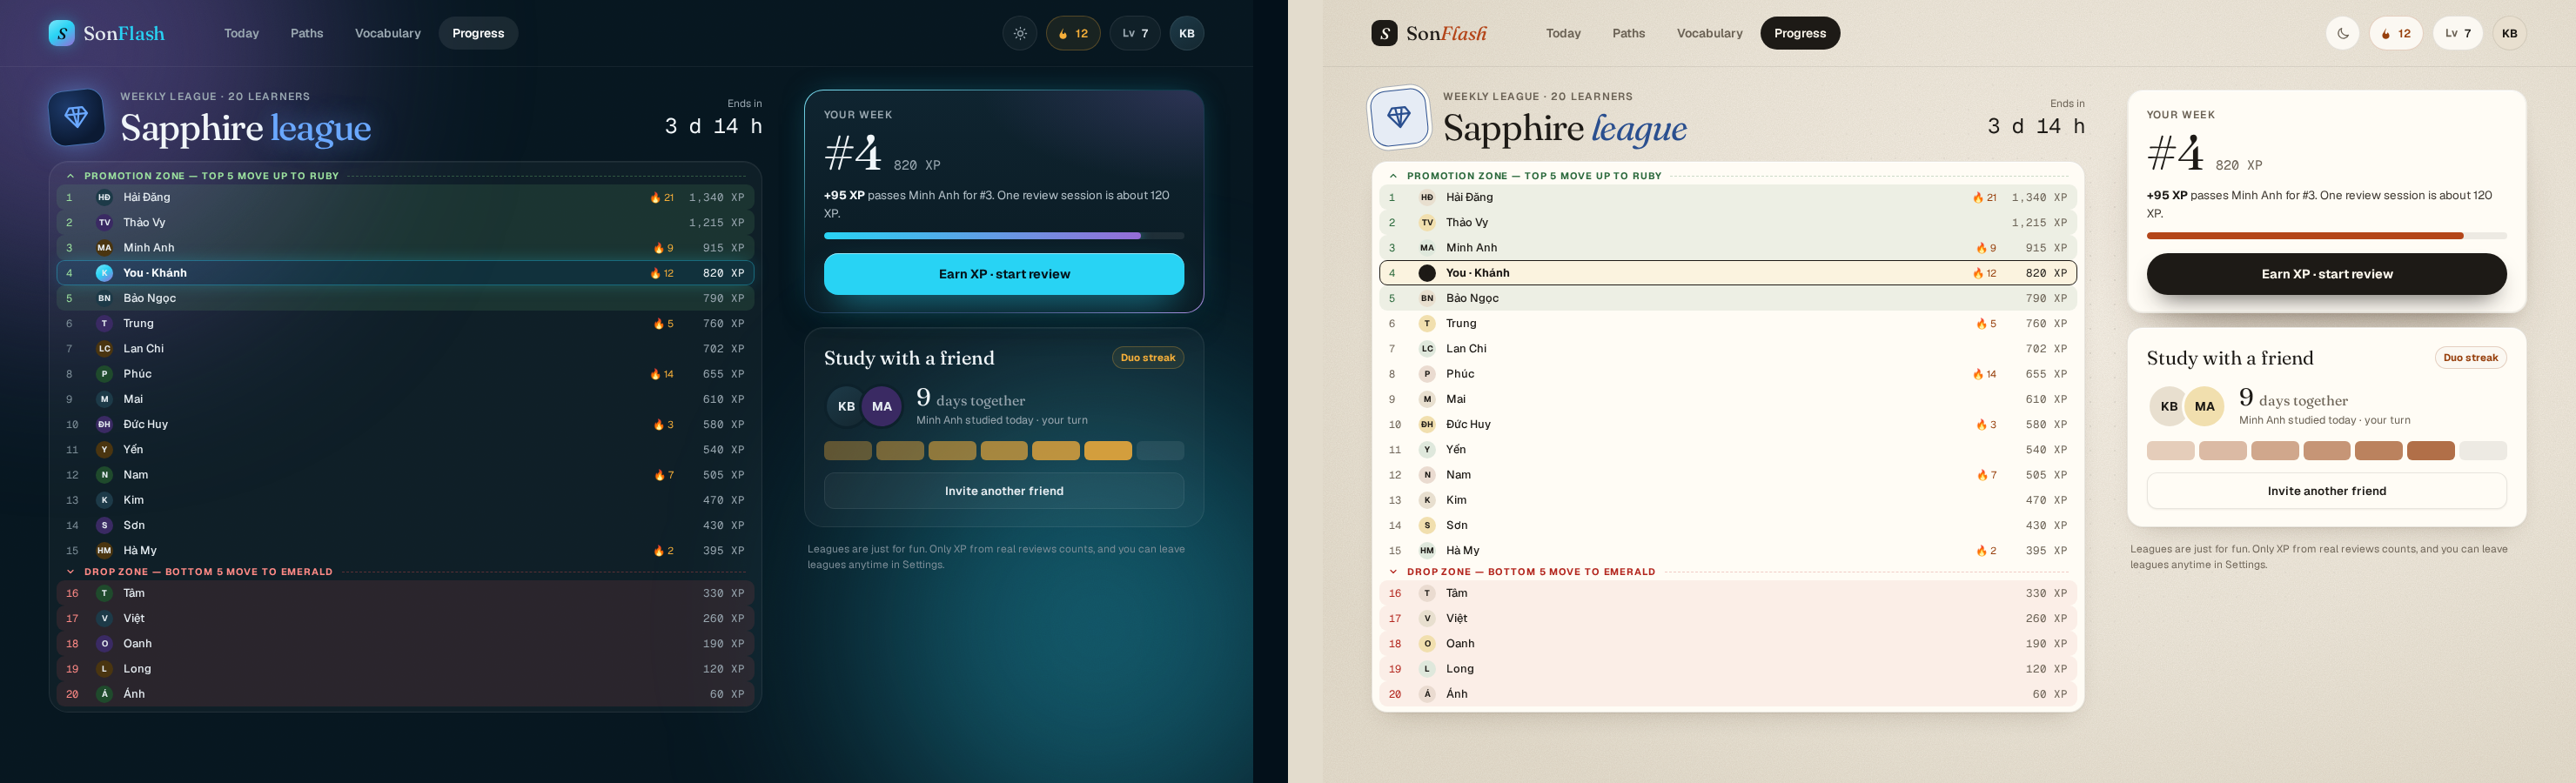 S SonFlash Today Paths Vocabulary Progress 12 Lv 7 KB
WEEKLY LEAGUE · 20 LEARNERS
Sapphire league
Ends in
3 d 14 h
PROMOTION ZONE — TOP 5 MOVE UP TO RUBY
1 HĐ Hải Đăng 🔥 21 1,340 XP
2 TV Thảo Vy 1,215 XP
3 MA Minh Anh 🔥 9 915 XP
4 K You · Khánh 🔥 12 820 XP
5 BN Bảo Ngọc 790 XP
6 T Trung 🔥 5 760 XP
7 LC Lan Chi 702 XP
8 P Phúc 🔥 14 655 XP
9 M Mai 610 XP
10 ĐH Đức Huy 🔥 3 580 XP
11 Y Yến 540 XP
12 N Nam 🔥 7 505 XP
13 K Kim 470 XP
14 S Sơn 430 XP
15 HM Hà My 🔥 2 395 XP
DROP ZONE — BOTTOM 5 MOVE TO EMERALD
16 T Tâm 330 XP
17 V Việt 260 XP
18 O Oanh 190 XP
19 L Long 120 XP
20 Á Ánh 60 XP
YOUR WEEK
#4 820 XP
+95 XP passes Minh Anh for #3. One review session is about 120
XP.
Earn XP · start review
Study with a friend Duo streak
KB MA 9 days together
Minh Anh studied today · your turn
Invite another friend
Leagues are just for fun. Only XP from real reviews counts, and you can leave
leagues anytime in Settings.
S SonFlash Today Paths Vocabulary Progress 12 Lv 7 KB
WEEKLY LEAGUE · 20 LEARNERS
Sapphire league
Ends in
3 d 14 h
PROMOTION ZONE — TOP 5 MOVE UP TO RUBY
1 HĐ Hải Đăng 🔥 21 1,340 XP
2 TV Thảo Vy 1,215 XP
3 MA Minh Anh 🔥 9 915 XP
4 You · Khánh 🔥 12 820 XP
5 BN Bảo Ngọc 790 XP
6 T Trung 🔥 5 760 XP
7 LC Lan Chi 702 XP
8 P Phúc 🔥 14 655 XP
9 M Mai 610 XP
10 ĐH Đức Huy 🔥 3 580 XP
11 Y Yến 540 XP
12 N Nam 🔥 7 505 XP
13 K Kim 470 XP
14 S Sơn 430 XP
15 HM Hà My 🔥 2 395 XP
DROP ZONE — BOTTOM 5 MOVE TO EMERALD
16 T Tâm 330 XP
17 V Việt 260 XP
18 O Oanh 190 XP
19 L Long 120 XP
20 Á Ánh 60 XP
YOUR WEEK
#4 820 XP
+95 XP passes Minh Anh for #3. One review session is about 120
XP.
Earn XP · start review
Study with a friend Duo streak
KB MA 9 days together
Minh Anh studied today · your turn
Invite another friend
Leagues are just for fun. Only XP from real reviews counts, and you can leave
leagues anytime in Settings.